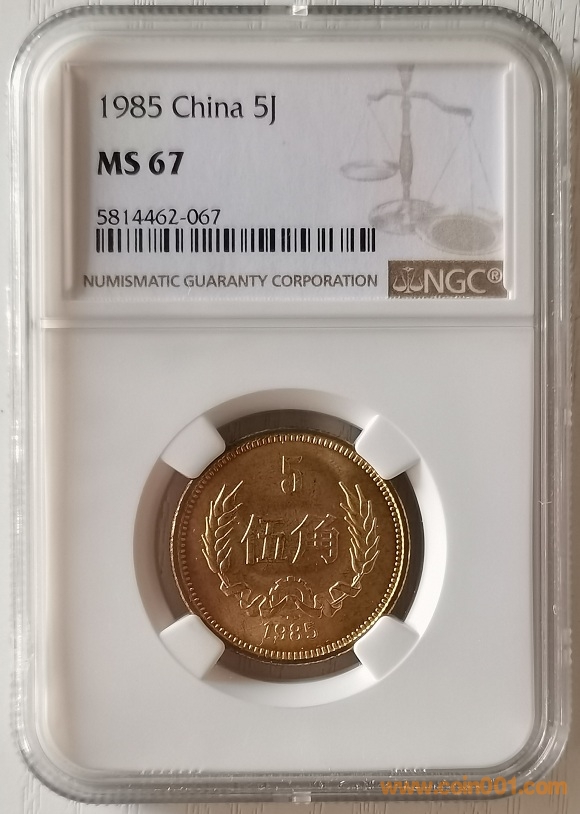 1985 China 5J
MS 67
5814462-067
NUMISMATIC GUARANTY CORPORATION
NGC®
5
伍角
1985
www.coin001.com